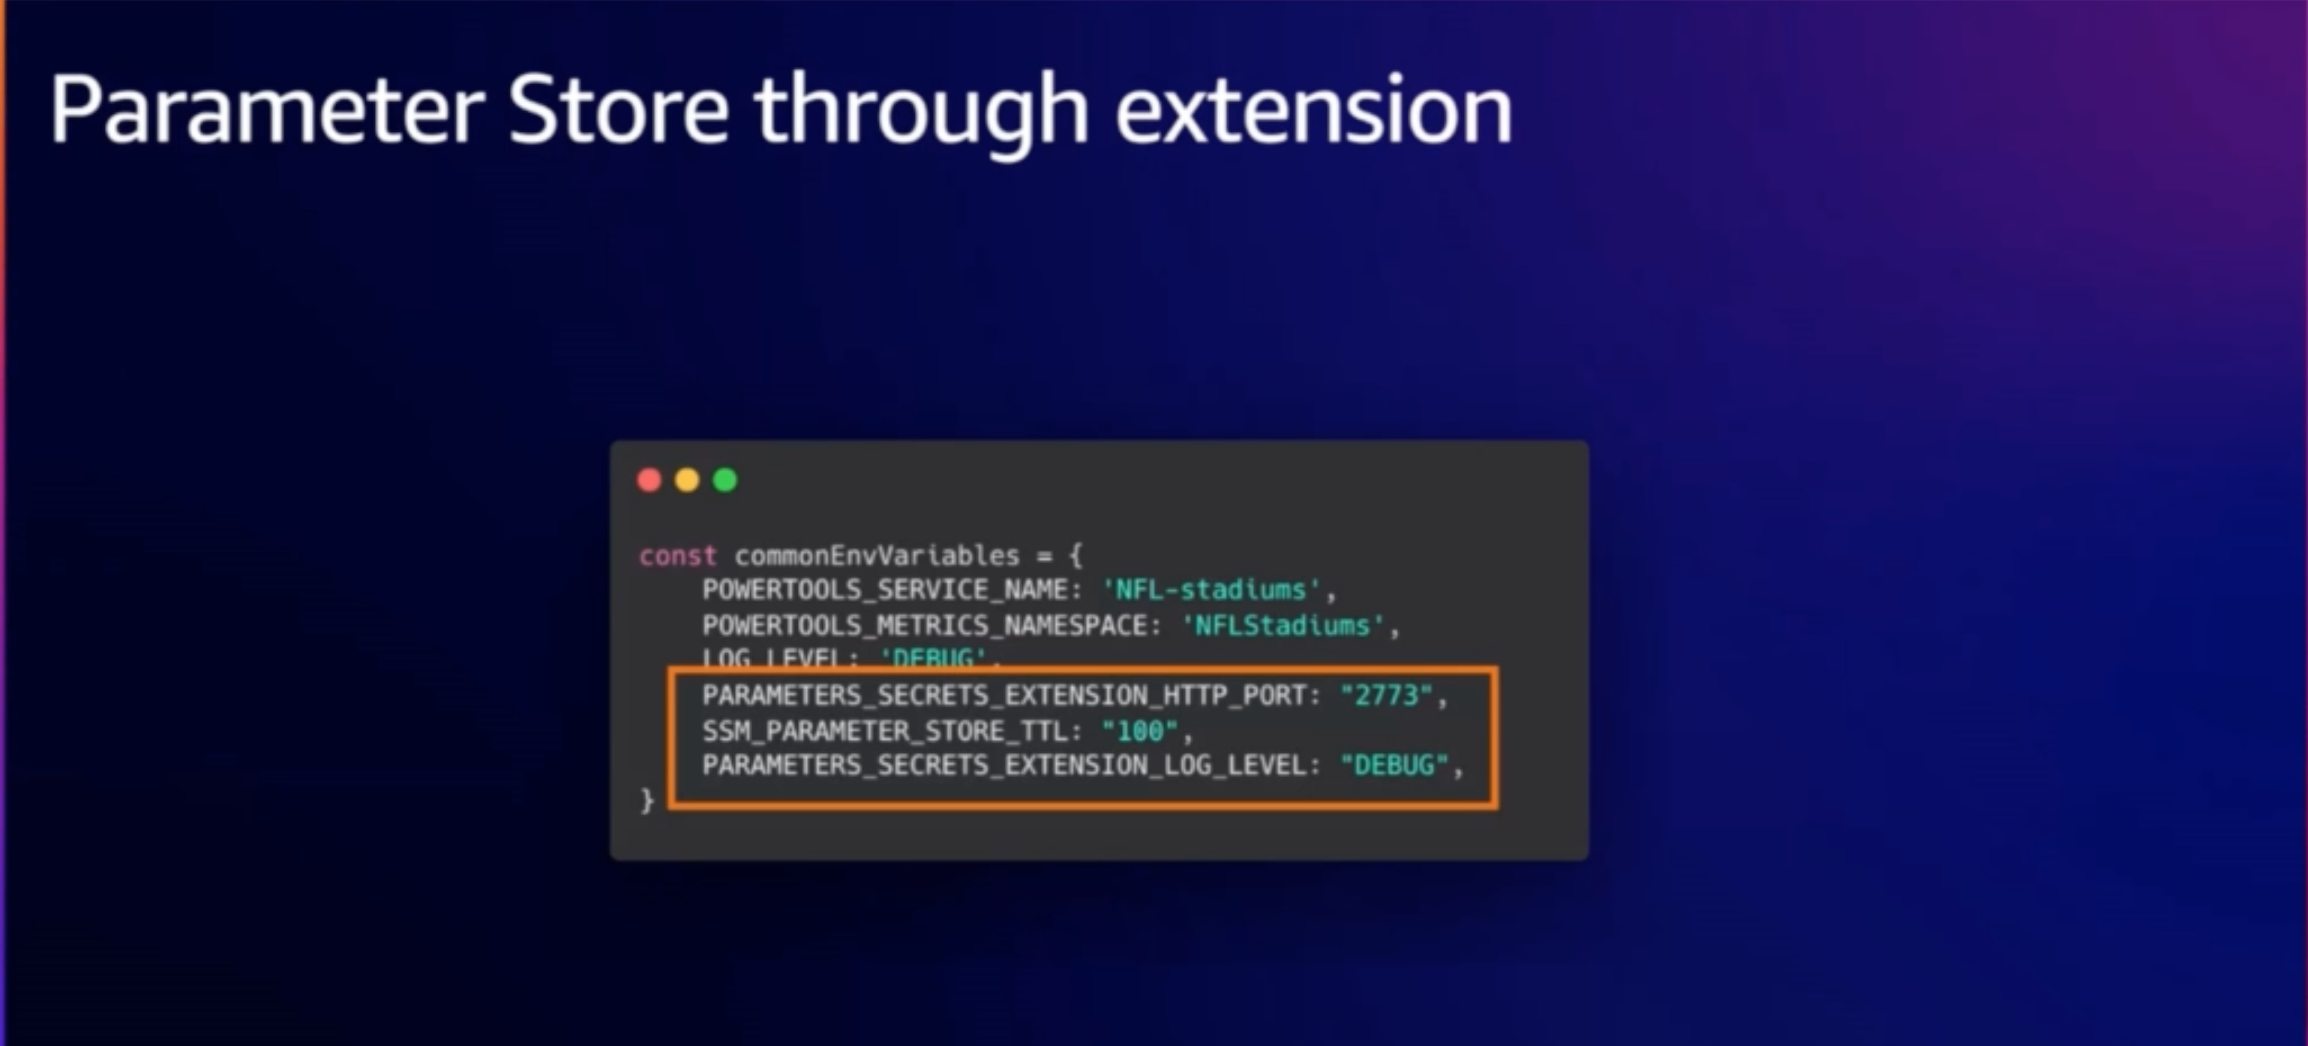 Parameter Store through extension
const commonEnvVariables = {
POWERTOOLS_SERVICE_NAME: 'NFL-stadiums',
POWERTOOLS_METRICS_NAMESPACE: 'NFLStadiums',
LOG_LEVEL: 'DEBUG',
PARAMETERS_SECRETS_EXTENSION_HTTP_PORT: "2773",
SSM_PARAMETER_STORE_TTL: "100",
PARAMETERS_SECRETS_EXTENSION_LOG_LEVEL: "DEBUG",
}